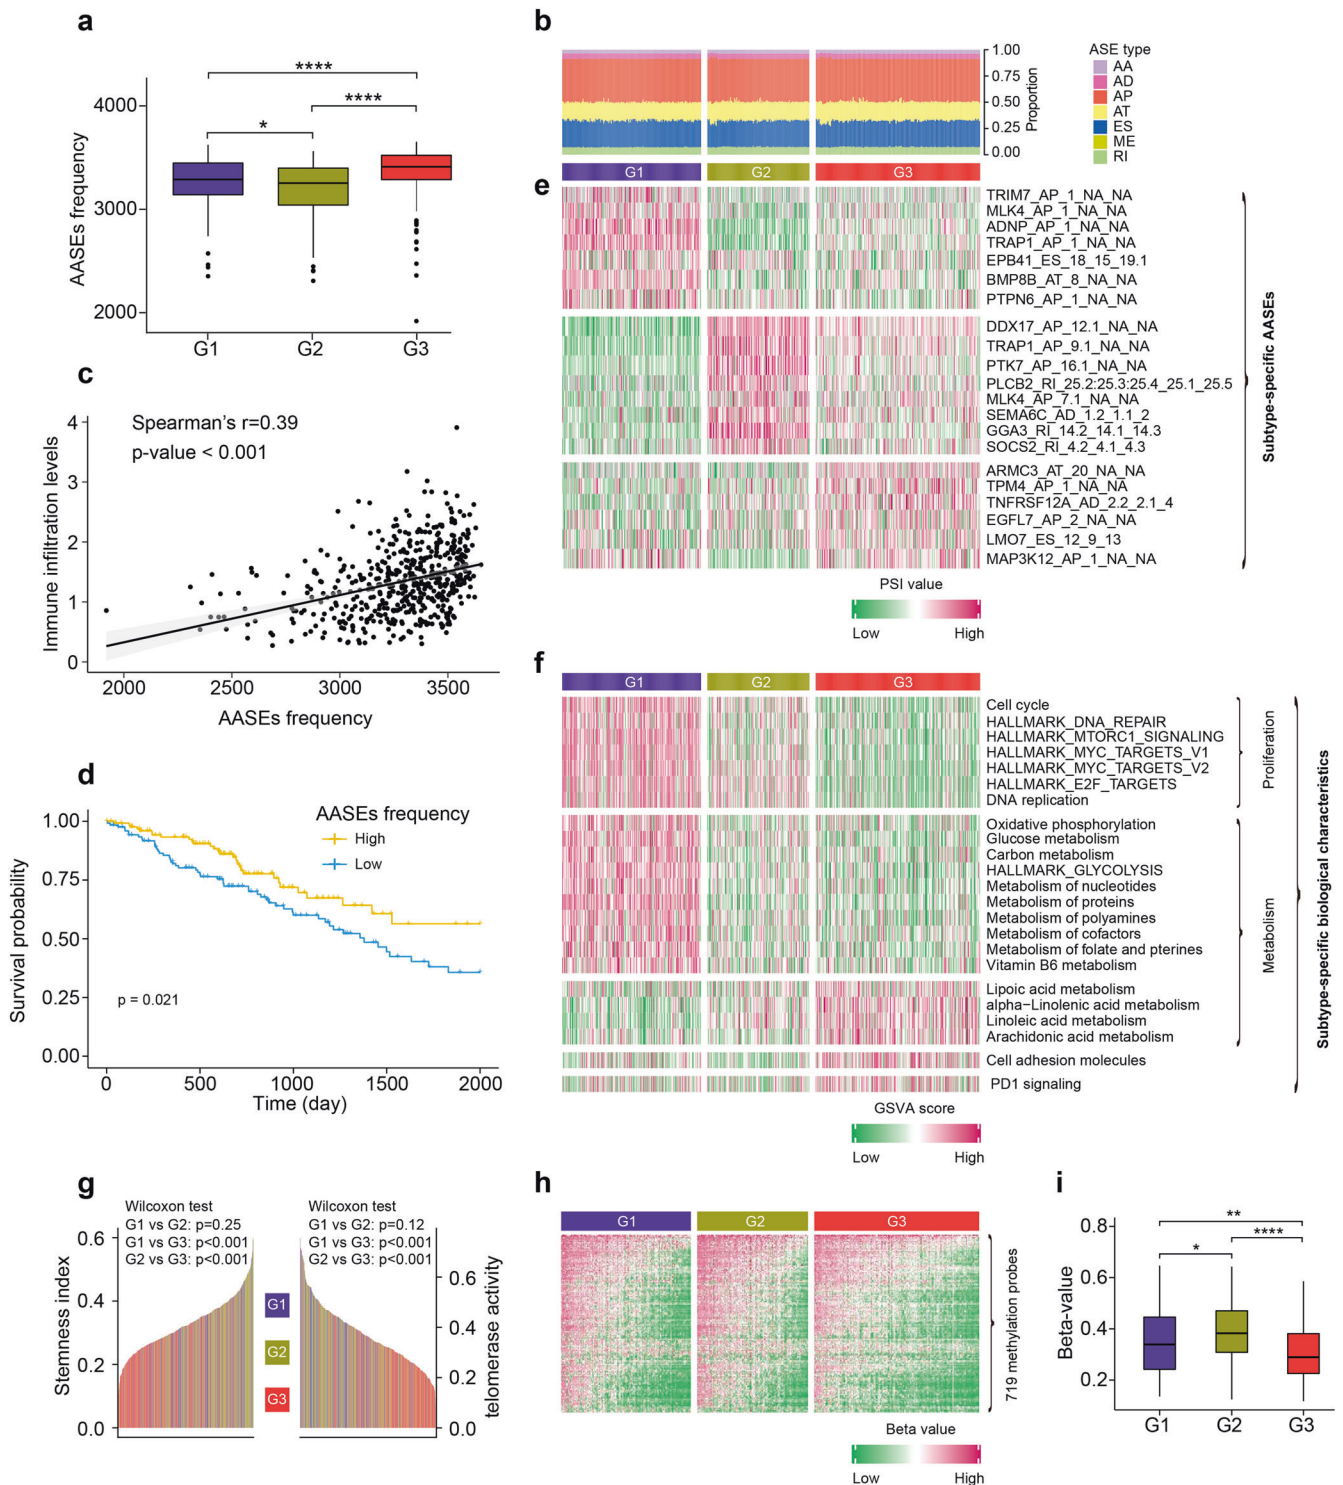 a
****
****
*
AASEs frequency
4000
3000
2000
G1
G2
G3
b
1.00
0.75
0.50
0.25
0.00
Proportion
ASE type
AA
AD
AP
AT
ES
ME
RI
G1
G2
G3
e
TRIM7_AP_1_NA_NA
MLK4_AP_1_NA_NA
ADNP_AP_1_NA_NA
TRAP1_AP_1_NA_NA
EPB41_ES_18_15_19.1
BMP8B_AT_8_NA_NA
PTPN6_AP_1_NA_NA
DDX17_AP_12.1_NA_NA
TRAP1_AP_9.1_NA_NA
PTK7_AP_16.1_NA_NA
PLCB2_RI_25.2:25.3:25.4_25.1_25.5
MLK4_AP_7.1_NA_NA
SEMA6C_AD_1.2_1.1_2
GGA3_RI_14.2_14.1_14.3
SOCS2_RI_4.2_4.1_4.3
ARMC3_AT_20_NA_NA
TPM4_AP_1_NA_NA
TNFRSF12A_AD_2.2_2.1_4
EGFL7_AP_2_NA_NA
LMO7_ES_12_9_13
MAP3K12_AP_1_NA_NA
Subtype-specific AASEs
PSI value
Low
High
c
Spearman's r=0.39
p-value < 0.001
Immune infiltration levels
4
3
2
1
0
2000
2500
3000
3500
AASEs frequency
d
AASEs frequency
High
Low
Survival probability
1.00
0.75
0.50
0.25
0.00
p = 0.021
0
500
1000
1500
2000
Time (day)
f
G1
G2
G3
Cell cycle
HALLMARK_DNA_REPAIR
HALLMARK_MTORC1_SIGNALING
HALLMARK_MYC_TARGETS_V1
HALLMARK_MYC_TARGETS_V2
HALLMARK_E2F_TARGETS
DNA replication
Proliferation
Oxidative phosphorylation
Glucose metabolism
Carbon metabolism
HALLMARK_GLYCOLYSIS
Metabolism of nucleotides
Metabolism of proteins
Metabolism of polyamines
Metabolism of cofactors
Metabolism of folate and pterines
Vitamin B6 metabolism
Lipoic acid metabolism
alpha−Linolenic acid metabolism
Linoleic acid metabolism
Arachidonic acid metabolism
Metabolism
Cell adhesion molecules
PD1 signaling
Subtype-specific biological characteristics
GSVA score
Low
High
g
Wilcoxon test
G1 vs G2: p=0.25
G1 vs G3: p<0.001
G2 vs G3: p<0.001
Stemness index
0.6
0.4
0.2
0.0
G1
G2
G3
Wilcoxon test
G1 vs G2: p=0.12
G1 vs G3: p<0.001
G2 vs G3: p<0.001
0.6
0.4
0.2
0.0
telomerase activity
h
G1
G2
G3
719 methylation probes
Beta value
Low
High
i
**
****
*
Beta-value
0.8
0.6
0.4
0.2
G1
G2
G3